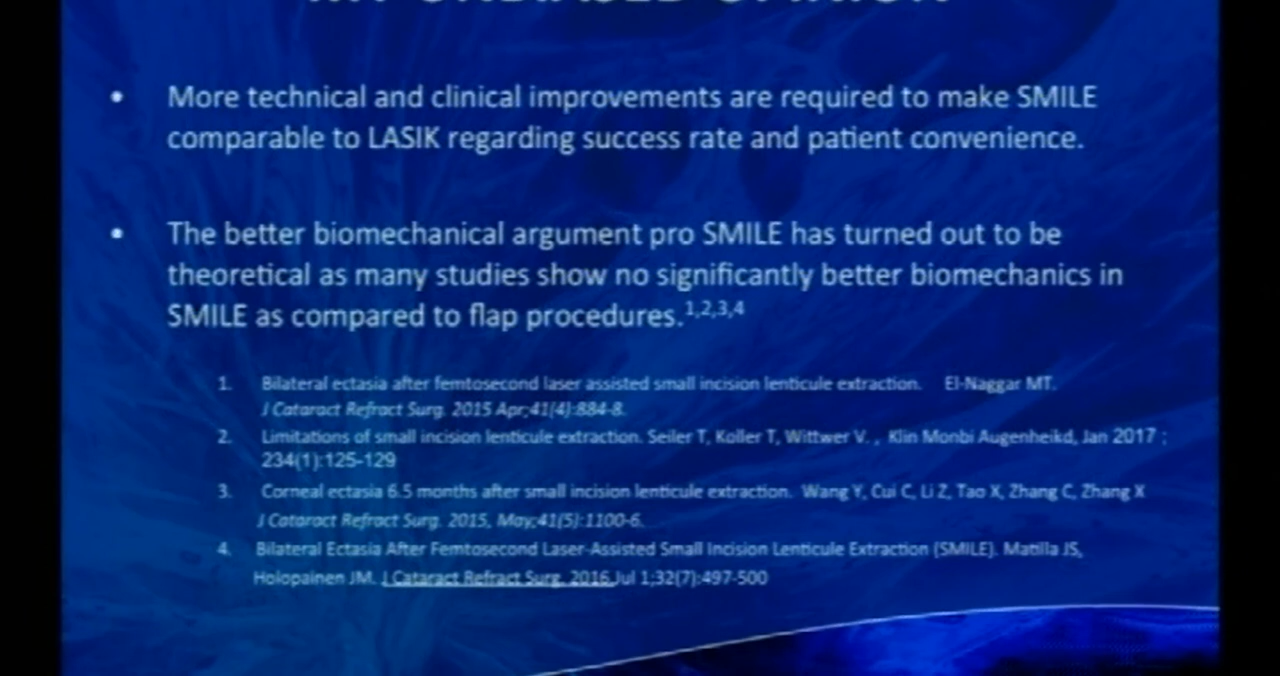 • More technical and clinical improvements are required to make SMILE
comparable to LASIK regarding success rate and patient convenience.
• The better biomechanical argument pro SMILE has turned out to be
theoretical as many studies show no significantly better biomechanics in
SMILE as compared to flap procedures.1,2,3,4
1. Bilateral ectasia after femtosecond laser assisted small incision lenticule extraction. El-Naggar MT.
J Cataract Refract Surg. 2015 Apr;41(4):884-8.
2. Limitations of small incision lenticule extraction. Seiler T, Koller T, Wittwer V. , Klin Monbl Augenheikd, Jan 2017 ;
234(1):125-129
3. Corneal ectasia 6.5 months after small incision lenticule extraction. Wang Y, Cui C, Li Z, Tao X, Zhang C, Zhang X
J Cataract Refract Surg. 2015, May;41(5):1100-6.
4. Bilateral Ectasia After Femtosecond Laser-Assisted Small Incision Lenticule Extraction (SMILE). Matilla JS,
Holopainen JM. J Cataract Refract Surg. 2016 Jul 1;32(7):497-500